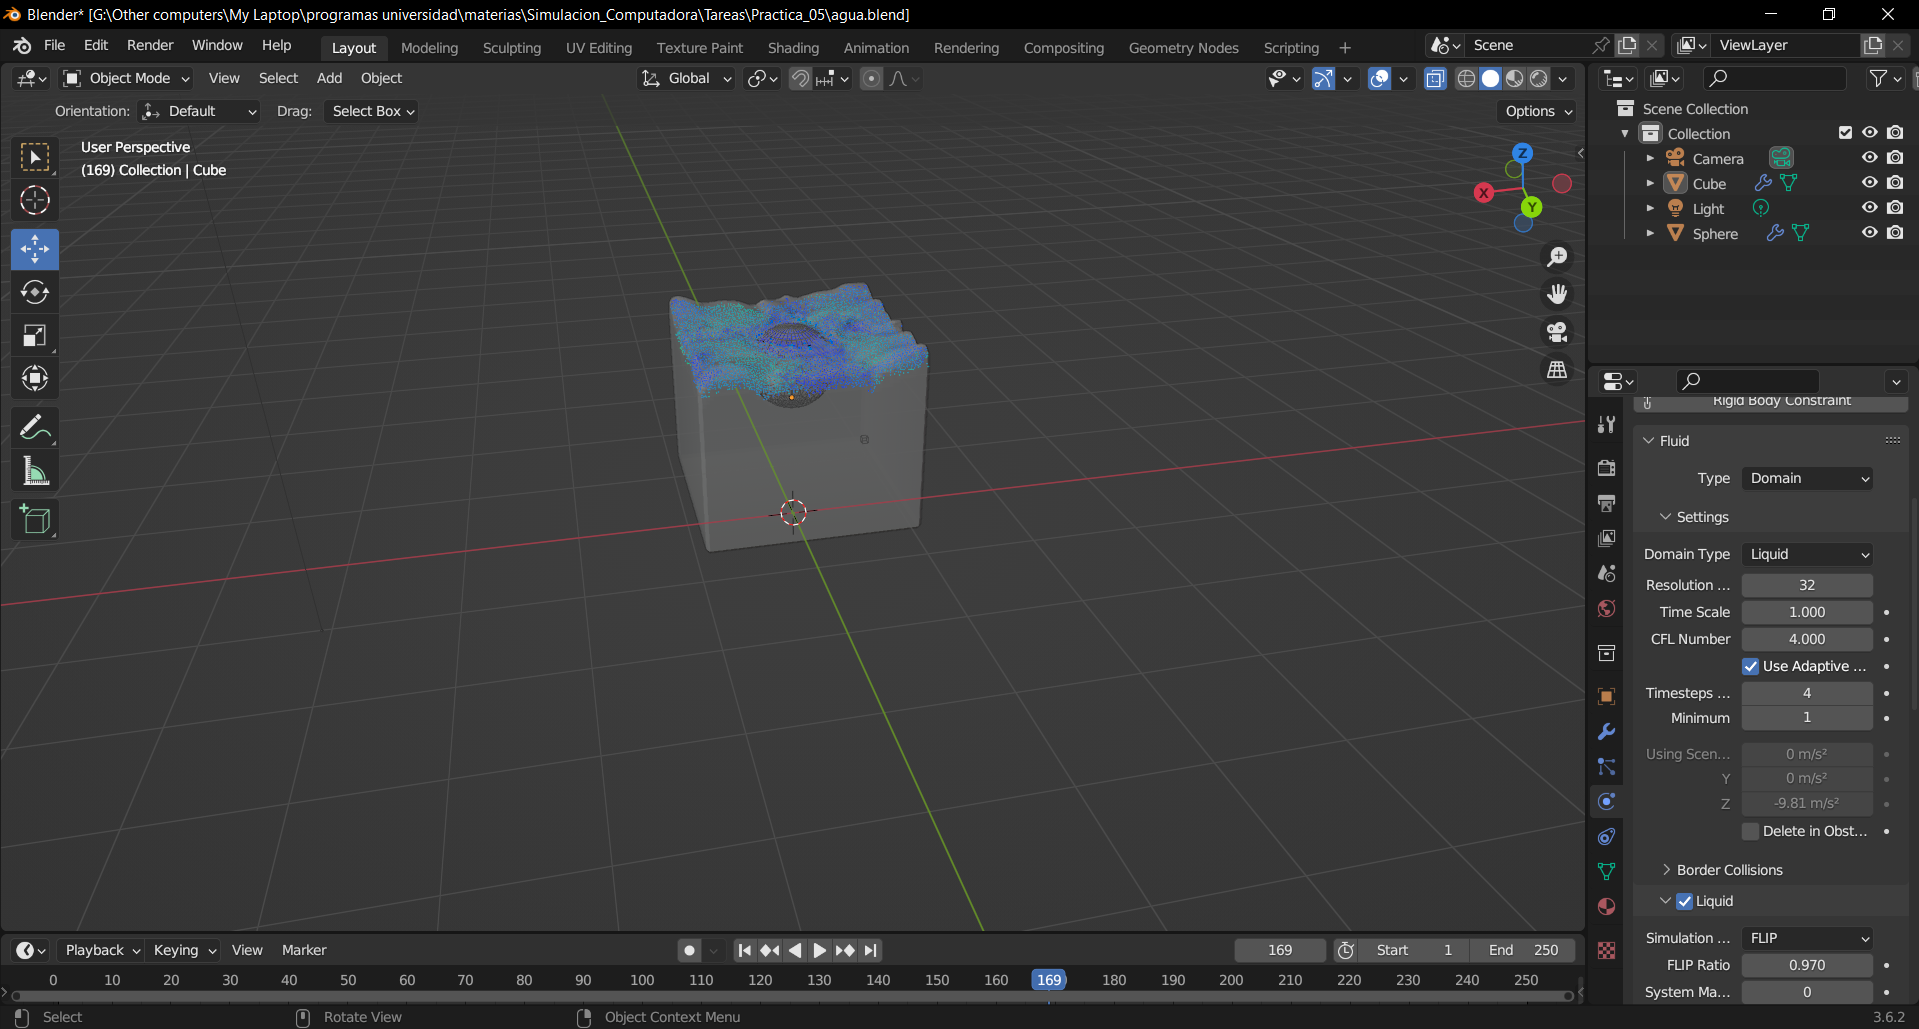 Blender* [G:\Other computers\My Laptop\programas universidad\materias\Simulacion_Computadora\Tareas\Practica_05\agua.blend]
File Edit Render Window Help Layout Modeling Sculpting UV Editing Texture Paint Shading Animation Rendering Compositing Geometry Nodes Scripting + Scene ViewLayer
Object Mode View Select Add Object Global
Orientation: Default Drag: Select Box Options
User Perspective
(169) Collection | Cube
Z
X
Y
Scene Collection
Collection
Camera
Cube
Light
Sphere
Rigid Body Constraint
Fluid
Type Domain
Settings
Domain Type Liquid
Resolution ... 32
Time Scale 1.000
CFL Number 4.000
Use Adaptive ...
Timesteps ... 4
Minimum 1
Using Scen... 0 m/s²
Y 0 m/s²
Z -9.81 m/s²
Delete in Obst...
Border Collisions
Liquid
Simulation ... FLIP
FLIP Ratio 0.970
System Ma... 0
Playback Keying View Marker 169 Start 1 End 250
0 10 20 30 40 50 60 70 80 90 100 110 120 130 140 150 160 169 180 190 200 210 220 230 240 250
Select Rotate View Object Context Menu 3.6.2